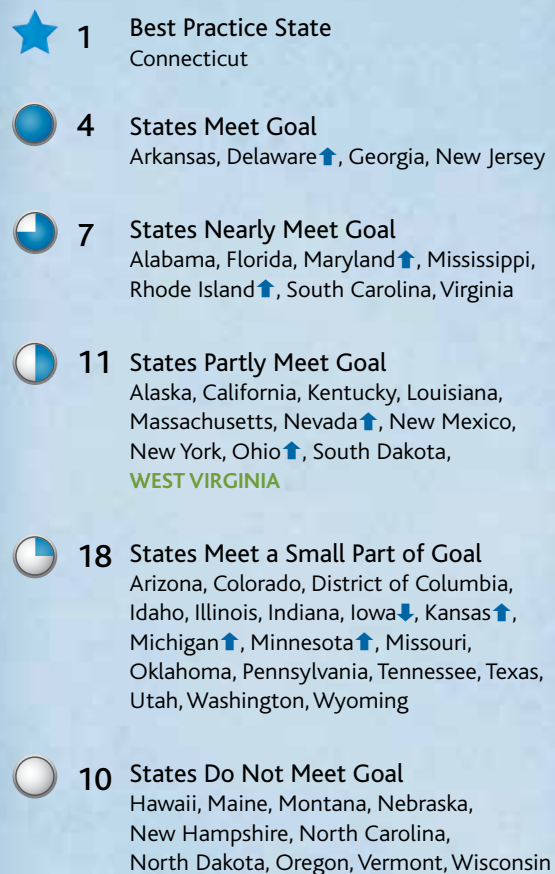 1 Best Practice State
Connecticut
4 States Meet Goal
Arkansas, Delaware⬆, Georgia, New Jersey
7 States Nearly Meet Goal
Alabama, Florida, Maryland⬆, Mississippi,
Rhode Island⬆, South Carolina, Virginia
11 States Partly Meet Goal
Alaska, California, Kentucky, Louisiana,
Massachusetts, Nevada⬆, New Mexico,
New York, Ohio⬆, South Dakota,
WEST VIRGINIA
18 States Meet a Small Part of Goal
Arizona, Colorado, District of Columbia,
Idaho, Illinois, Indiana, Iowa⬇, Kansas⬆,
Michigan⬆, Minnesota⬆, Missouri,
Oklahoma, Pennsylvania, Tennessee, Texas,
Utah, Washington, Wyoming
10 States Do Not Meet Goal
Hawaii, Maine, Montana, Nebraska,
New Hampshire, North Carolina,
North Dakota, Oregon, Vermont, Wisconsin